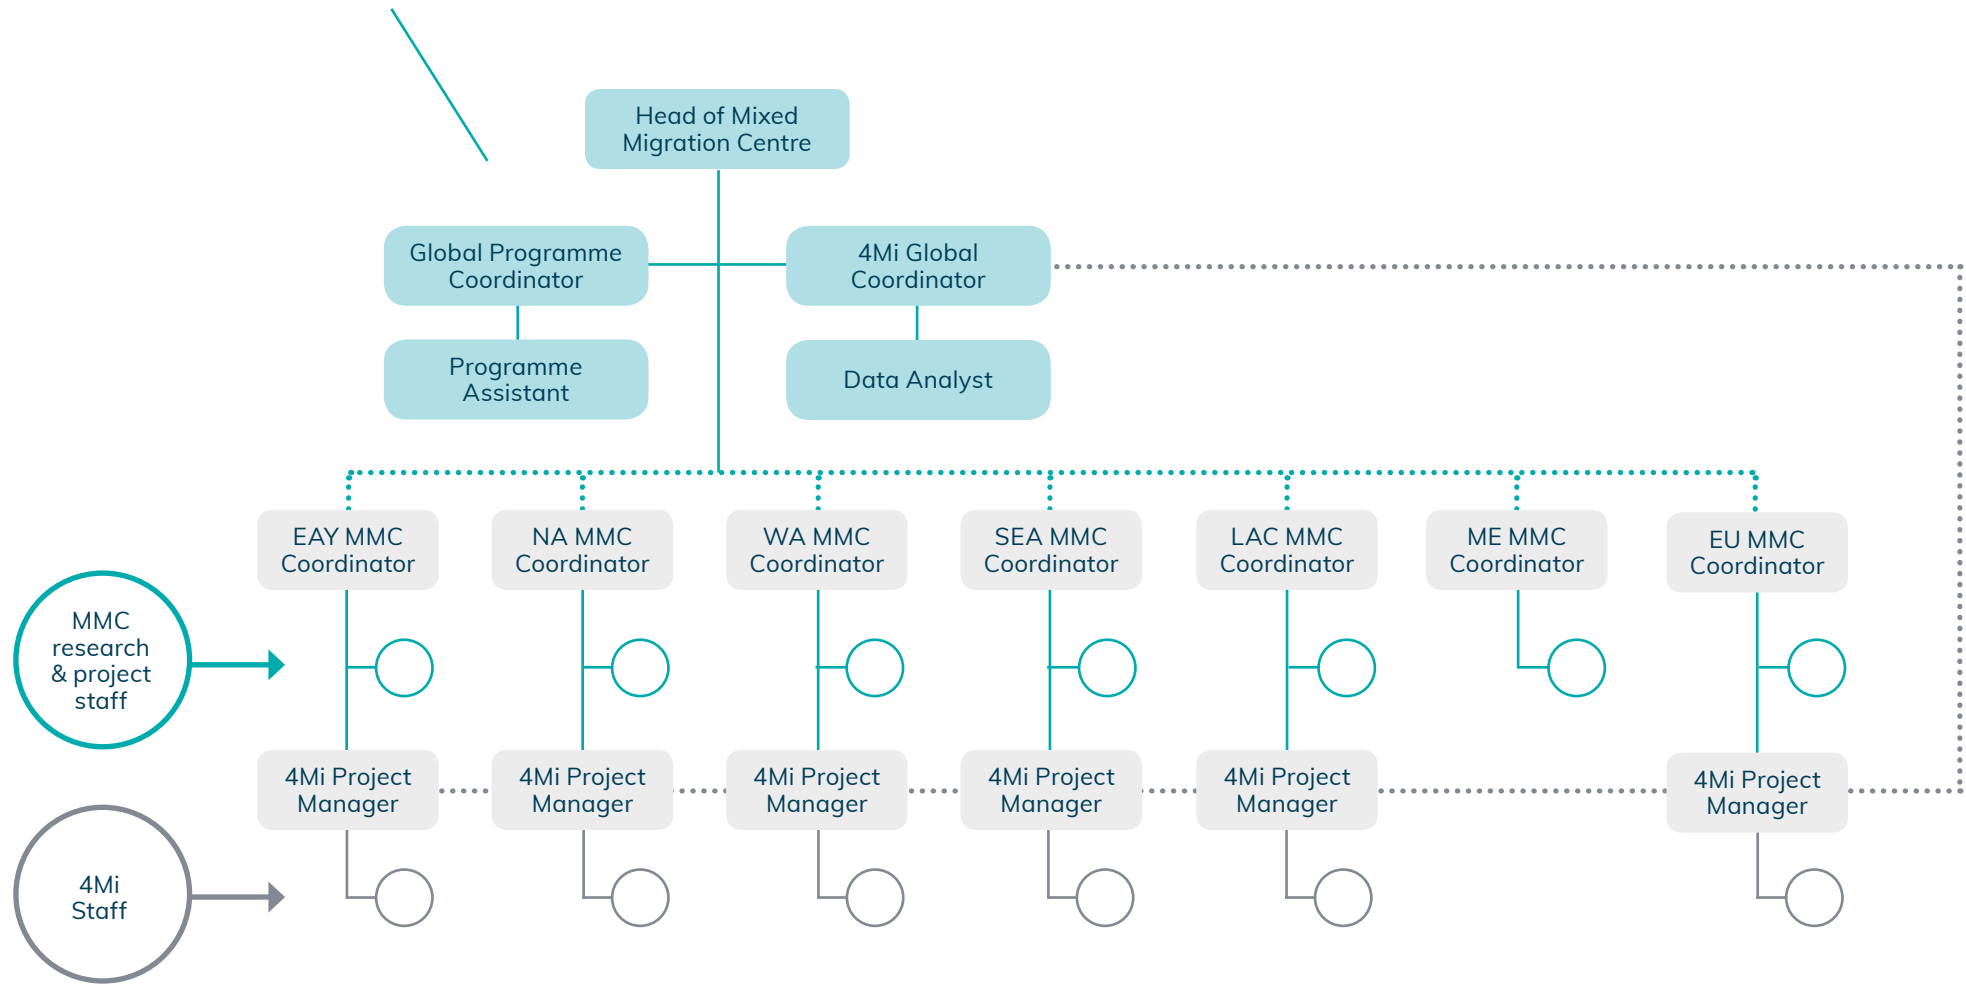 Head of Mixed
Migration Centre
Global Programme
Coordinator
4Mi Global
Coordinator
Programme
Assistant
Data Analyst
EAY MMC
Coordinator
NA MMC
Coordinator
WA MMC
Coordinator
SEA MMC
Coordinator
LAC MMC
Coordinator
ME MMC
Coordinator
EU MMC
Coordinator
MMC
research
& project
staff
4Mi Project
Manager
4Mi Project
Manager
4Mi Project
Manager
4Mi Project
Manager
4Mi Project
Manager
4Mi Project
Manager
4Mi
Staff